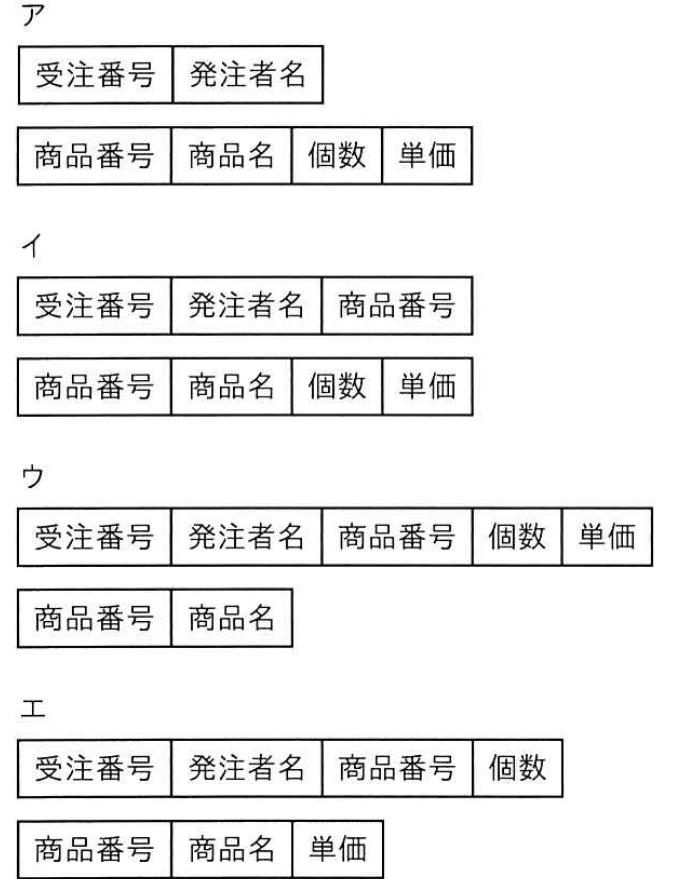 ア
受注番号 発注者名
商品番号 商品名 個数 単価
イ
受注番号 発注者名 商品番号
商品番号 商品名 個数 単価
ウ
受注番号 発注者名 商品番号 個数 単価
商品番号 商品名
エ
受注番号 発注者名 商品番号 個数
商品番号 商品名 単価